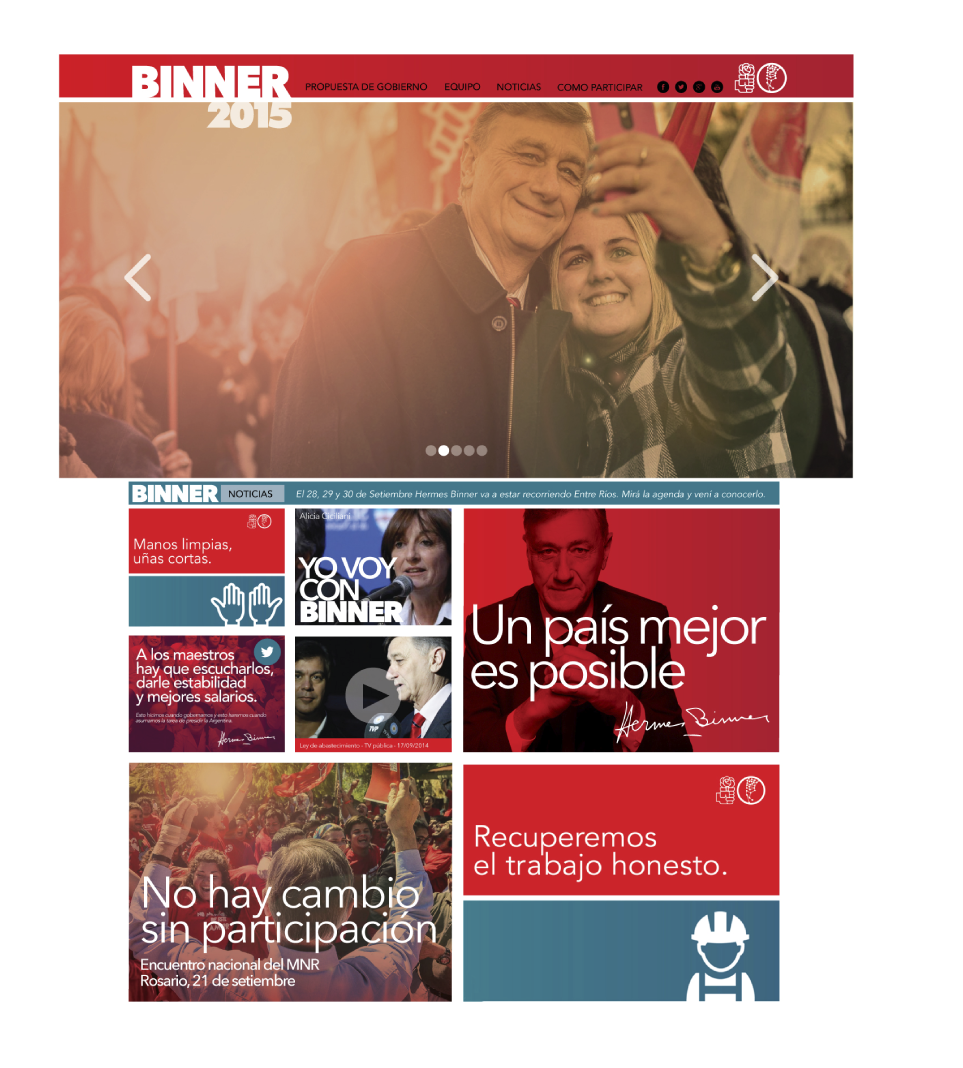 BINNER
2015
PROPUESTA DE GOBIERNO
EQUIPO
NOTICIAS
COMO PARTICIPAR
BINNER
NOTICIAS
El 28, 29 y 30 de Setiembre Hermes Binner va a estar recorriendo Entre Ríos. Mirá la agenda y vení a conocerlo.
Manos limpias,
uñas cortas.
Alicia Ciciliani
YO VOY
CON
BINNER
Un país mejor
es posible
Hermes Binner
A los maestros
hay que escucharlos,
darle estabilidad
y mejores salarios.
Esto hicimos cuando gobernamos y esto haremos cuando
asumamos la tarea de presidir la Argentina.
Hermes Binner
TVP
Ley de abastecimiento - TV pública - 17/09/2014
No hay cambio
sin participación
Encuentro nacional del MNR
Rosario, 21 de setiembre
Recuperemos
el trabajo honesto.